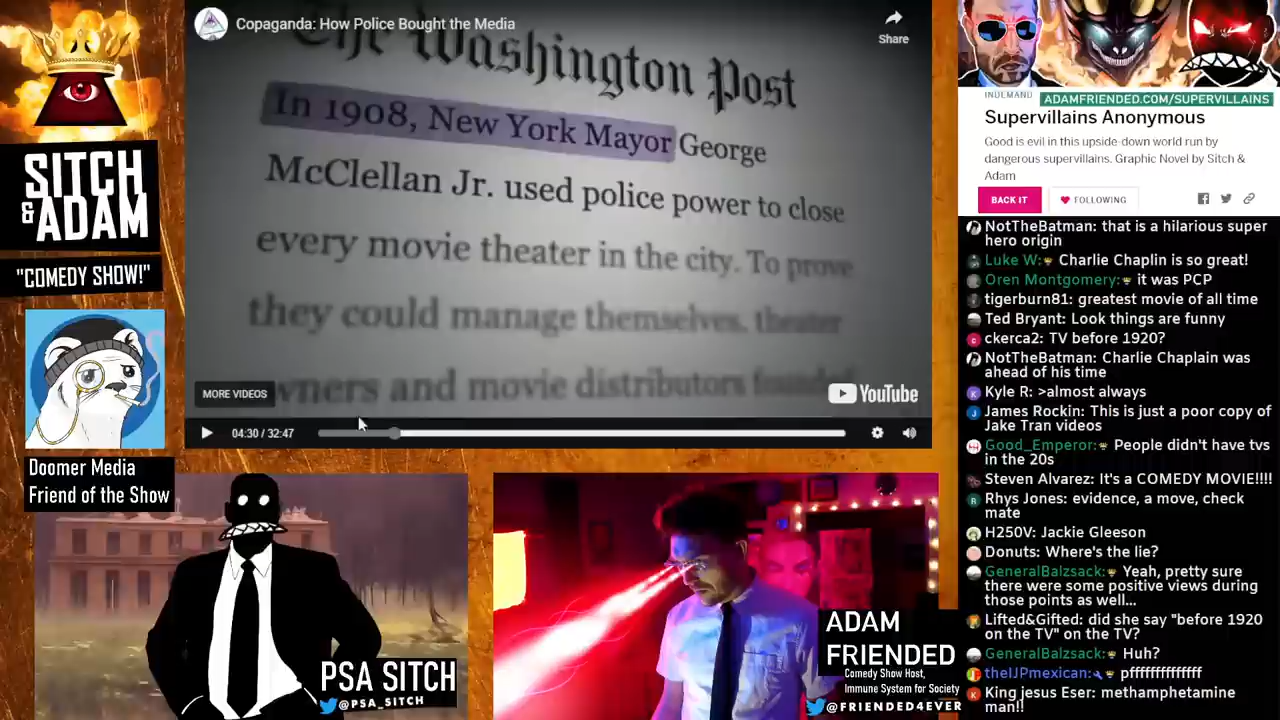 Copaganda: How Police Bought the Media
Share
The Washington Post
In 1908, New York Mayor George
McClellan Jr. used police power to close
every movie theater in the city. To prove
they could manage themselves, theater
wners and movie distributors founded
MORE VIDEOS
YouTube
04:30 / 32:47
SITCH
& ADAM
"COMEDY SHOW!"
Doomer Media
Friend of the Show
PSA SITCH
@PSA_SITCH
ADAM
FRIENDED
Comedy Show Host,
Immune System for Society
@FRIENDED4EVER
INDEMAND
ADAMFRIENDED.COM/SUPERVILLAINS
Supervillains Anonymous
Good is evil in this upside-down world run by
dangerous supervillains. Graphic Novel by Sitch &
Adam
BACK IT
FOLLOWING
NotTheBatman: that is a hilarious super
hero origin
Luke W: Charlie Chaplin is so great!
Oren Montgomery: it was PCP
tigerburn81: greatest movie of all time
Ted Bryant: Look things are funny
ckerca2: TV before 1920?
NotTheBatman: Charlie Chaplain was
ahead of his time
Kyle R: >almost always
James Rockin: This is just a poor copy of
Jake Tran videos
Good_Emperor: People didn't have tvs
in the 20s
Steven Alvarez: It's a COMEDY MOVIE!!!!
Rhys Jones: evidence, a move, check
mate
H250V: Jackie Gleeson
Donuts: Where's the lie?
GeneralBalzsack: Yeah, pretty sure
there were some positive views during
those points as well...
Lifted&Gifted: did she say "before 1920
on the TV" on the TV?
GeneralBalzsack: Huh?
theIJPmexican: pffffffffffffff
King jesus Eser: methamphetamine
man!!